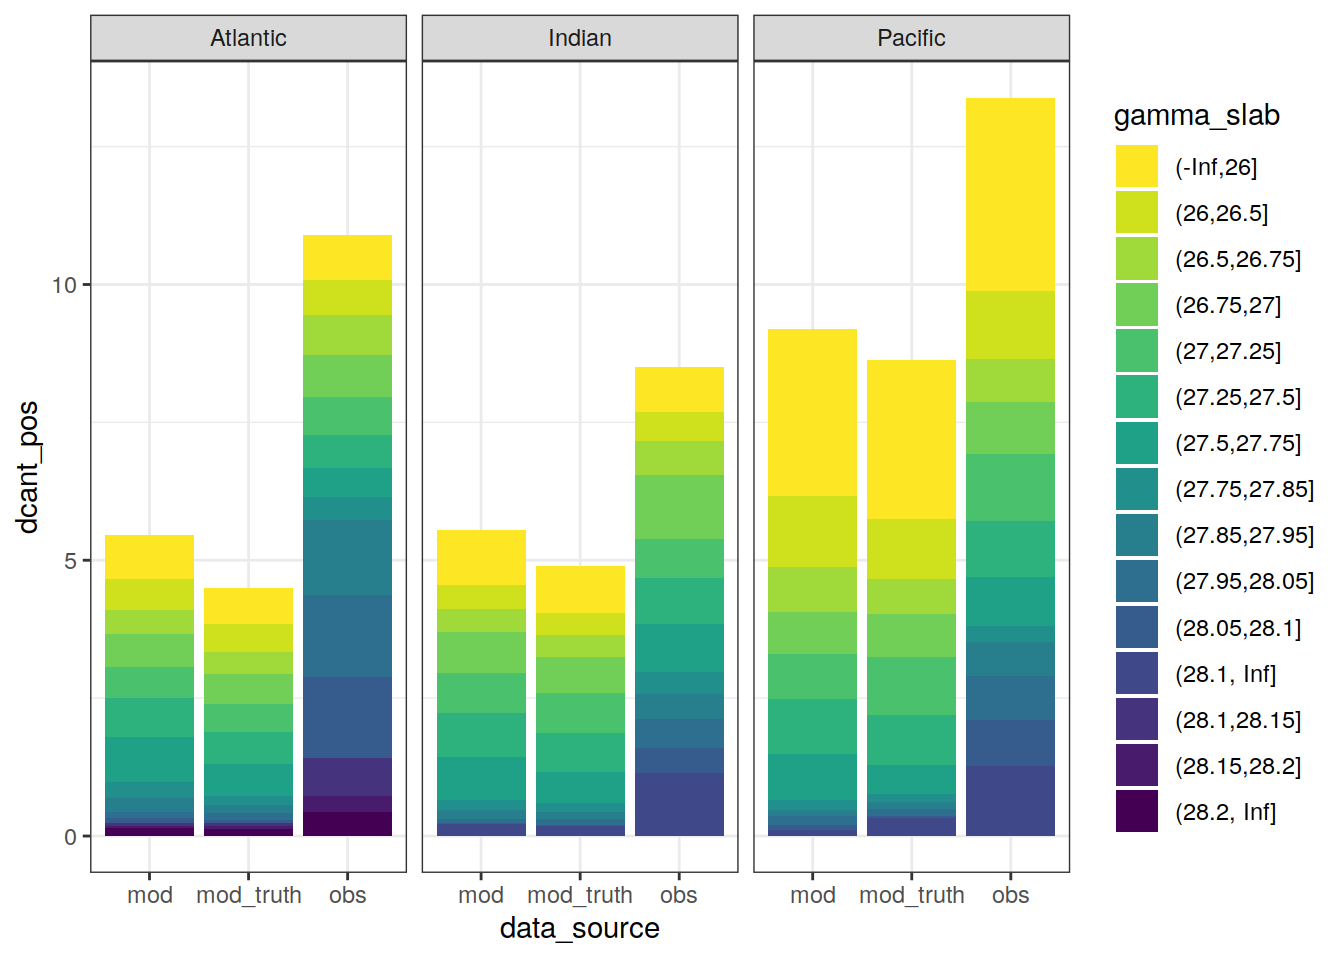 Atlantic
Indian
Pacific
dcant_pos
10
5
0
mod
mod_truth
obs
mod
mod_truth
obs
mod
mod_truth
obs
data_source
gamma_slab
(-Inf,26]
(26,26.5]
(26.5,26.75]
(26.75,27]
(27,27.25]
(27.25,27.5]
(27.5,27.75]
(27.75,27.85]
(27.85,27.95]
(27.95,28.05]
(28.05,28.1]
(28.1, Inf]
(28.1,28.15]
(28.15,28.2]
(28.2, Inf]